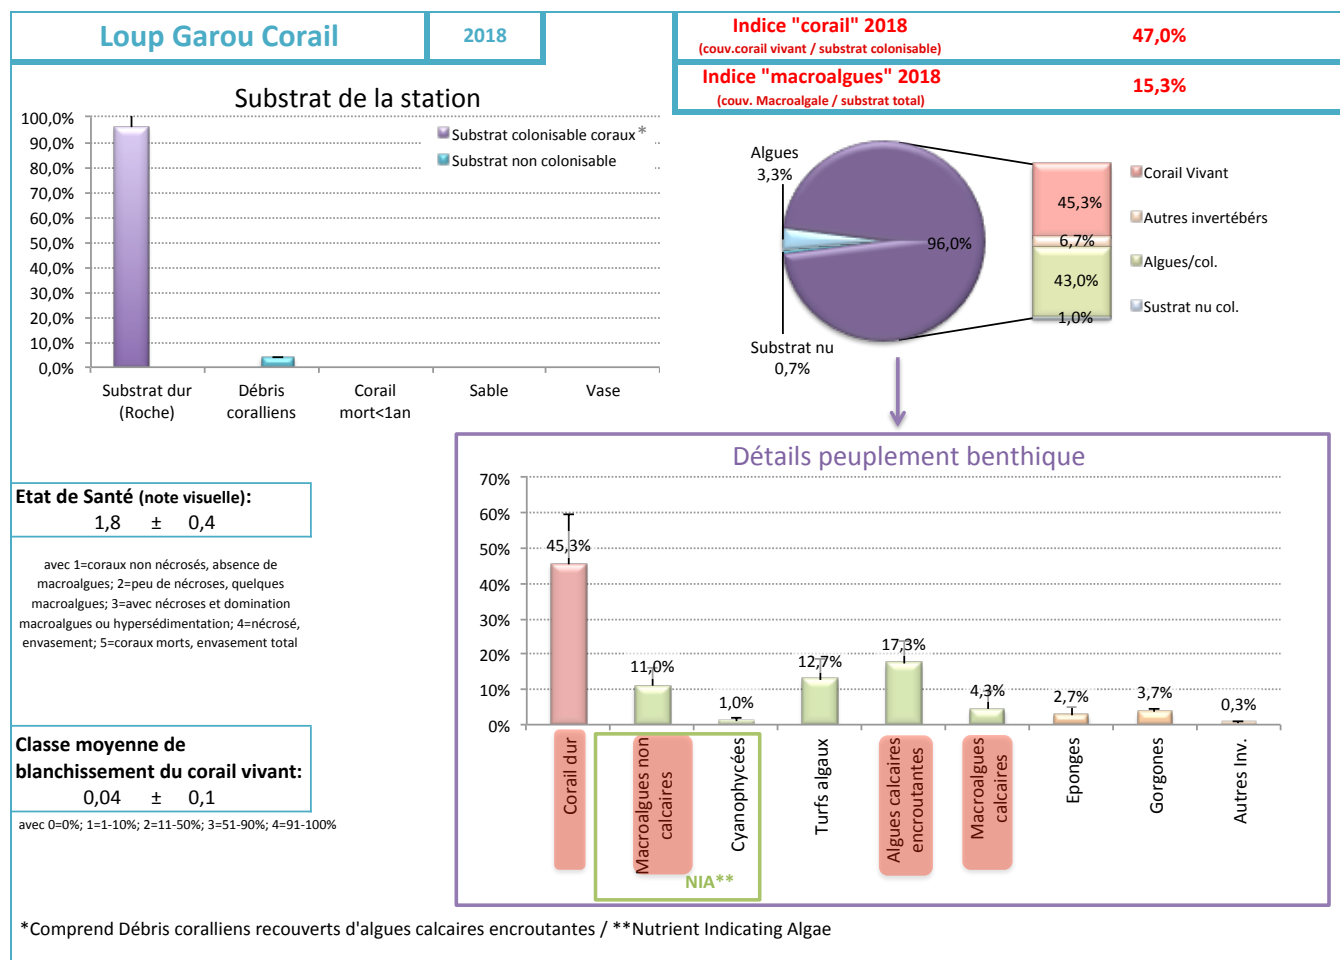 Loup Garou Corail
2018
Indice "corail" 2018
(couv.corail vivant / substrat colonisable)
47,0%
Indice "macroalgues" 2018
(couv. Macroalgale / substrat total)
15,3%
Substrat de la station
100,0%
90,0%
80,0%
70,0%
60,0%
50,0%
40,0%
30,0%
20,0%
10,0%
0,0%
Substrat colonisable coraux*
Substrat non colonisable
Substrat dur
(Roche)
Débris
coralliens
Corail
mort<1an
Sable
Vase
Algues
3,3%
96,0%
Substrat nu
0,7%
45,3%
6,7%
43,0%
1,0%
Corail Vivant
Autres invertébérs
Algues/col.
Sustrat nu col.
Etat de Santé (note visuelle):
1,8 ± 0,4
avec 1=coraux non nécrosés, absence de
macroalgues; 2=peu de nécroses, quelques
macroalgues; 3=avec nécroses et domination
macroalgues ou hypersédimentation; 4=nécrosé,
envasement; 5=coraux morts, envasement total
Classe moyenne de
blanchissement du corail vivant:
0,04 ± 0,1
avec 0=0%; 1=1-10%; 2=11-50%; 3=51-90%; 4=91-100%
Détails peuplement benthique
70%
60%
50%
40%
30%
20%
10%
0%
45,3%
11,0%
1,0%
12,7%
17,3%
4,3%
2,7%
3,7%
0,3%
Corail dur
Macroalgues non
calcaires
Cyanophycées
Turfs algaux
Algues calcaires
encroutantes
Macroalgues
calcaires
Eponges
Gorgones
Autres Inv.
NIA**
*Comprend Débris coralliens recouverts d'algues calcaires encroutantes / **Nutrient Indicating Algae